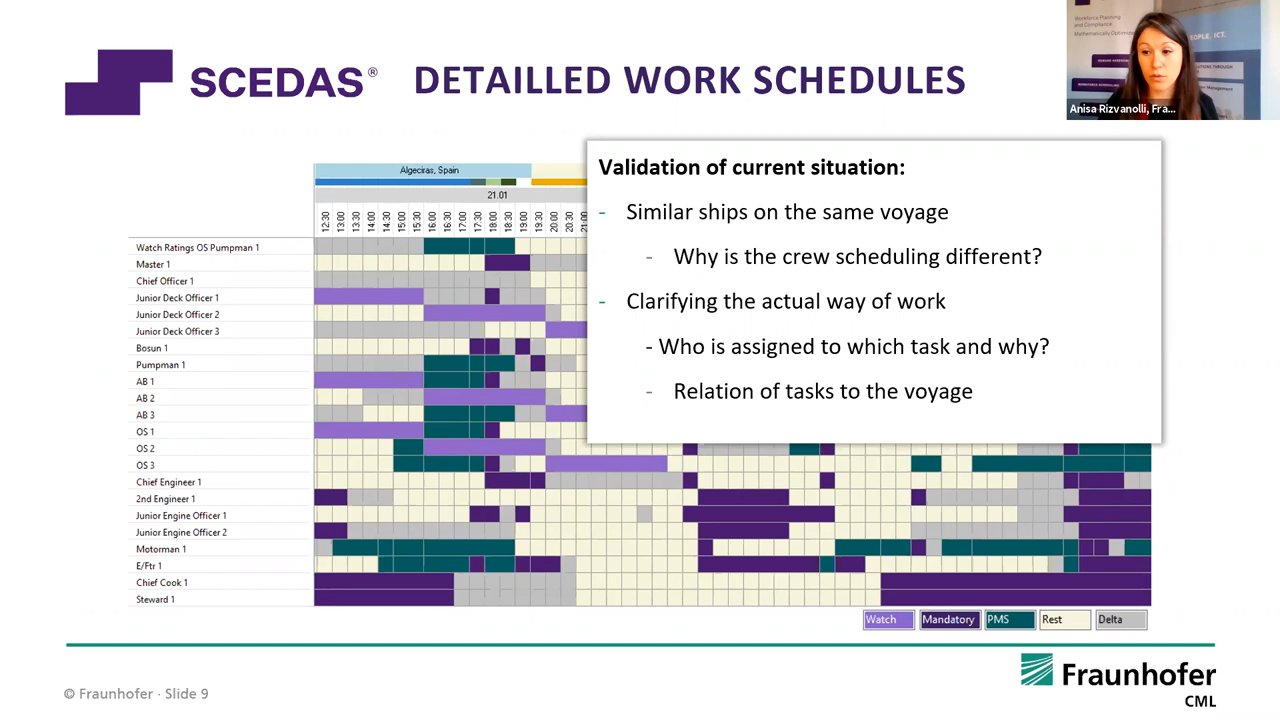 Workforce Planning
and Compliance.
SCEDAS® DETAILLED WORK SCHEDULES
Anisa Rizvanolli, Fra...
Algeciras, Spain
21.01
12:30 13:00 13:30 14:00 14:30 15:00 15:30 16:00 16:30 17:00 17:30 18:00 18:30 19:00 19:30 20:00 20:30
Validation of current situation:
- Similar ships on the same voyage
- Why is the crew scheduling different?
- Clarifying the actual way of work
- Who is assigned to which task and why?
- Relation of tasks to the voyage
Watch Ratings OS Pumpman 1
Master 1
Chief Officer 1
Junior Deck Officer 1
Junior Deck Officer 2
Junior Deck Officer 3
Bosun 1
Pumpman 1
AB 1
AB 2
AB 3
OS 1
OS 2
OS 3
Chief Engineer 1
2nd Engineer 1
Junior Engine Officer 1
Junior Engine Officer 2
Motorman 1
E/Ftr 1
Chief Cook 1
Steward 1
Watch Mandatory PMS Rest Delta
© Fraunhofer · Slide 9
Fraunhofer
CML